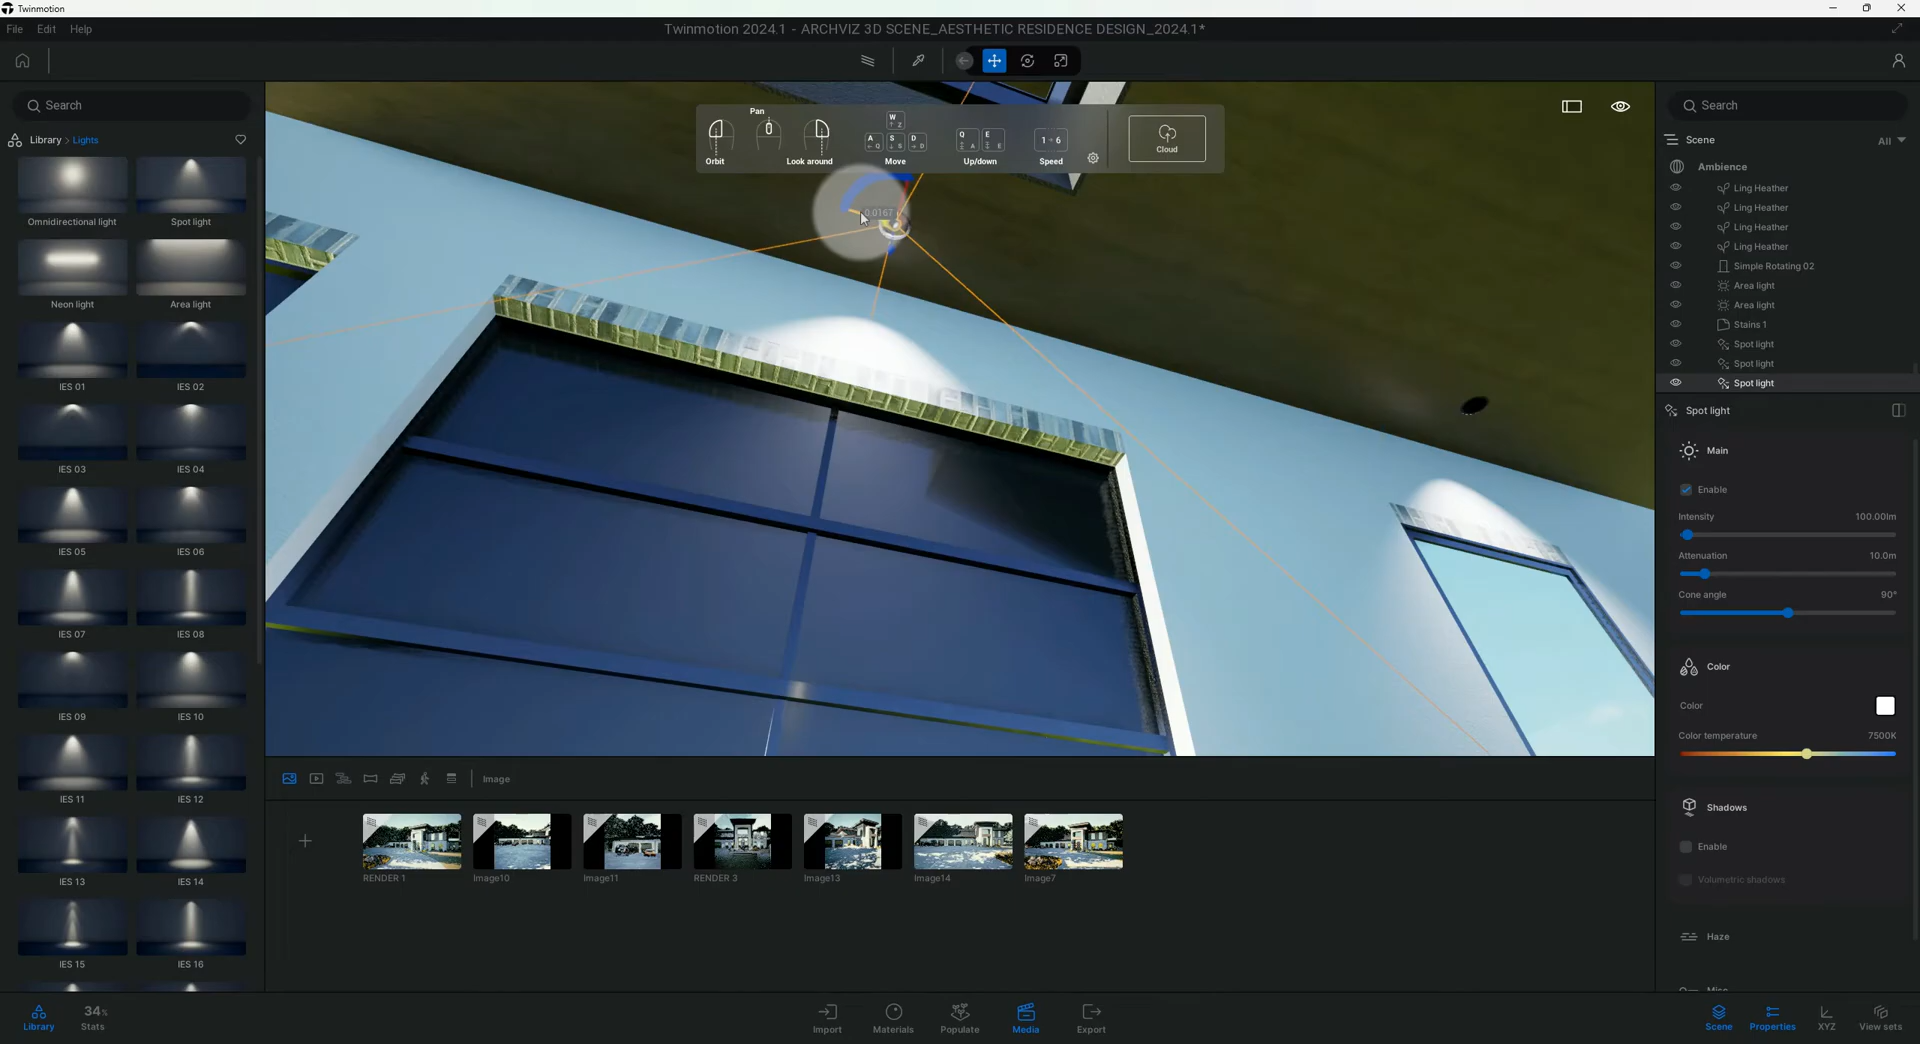 Twinmotion
File Edit Help
Twinmotion 2024.1 - ARCHVIZ 3D SCENE_AESTHETIC RESIDENCE DESIGN_2024.1*
Search
Library > Lights
Omnidirectional light
Spot light
Neon light
Area light
IES 01
IES 02
IES 03
IES 04
IES 05
IES 06
IES 07
IES 08
IES 09
IES 10
IES 11
IES 12
IES 13
IES 14
IES 15
IES 16
Library
34%
Stats
Pan
Orbit
Look around
W
Z
A S D
Q S D
Move
Q E
A E
Up/down
1 6
Speed
Cloud
0.0167
Image
RENDER 1
Image10
Image11
RENDER 3
Image13
Image14
Image7
Import
Materials
Populate
Media
Export
Search
Scene
All
Ambience
Ling Heather
Ling Heather
Ling Heather
Ling Heather
Simple Rotating 02
Area light
Area light
Stains 1
Spot light
Spot light
Spot light
Spot light
Main
Enable
Intensity 100.00lm
Attenuation 10.0m
Cone angle 90°
Color
Color
Color temperature 7500K
Shadows
Enable
Volumetric shadows
Haze
Scene
Properties
XYZ
View sets